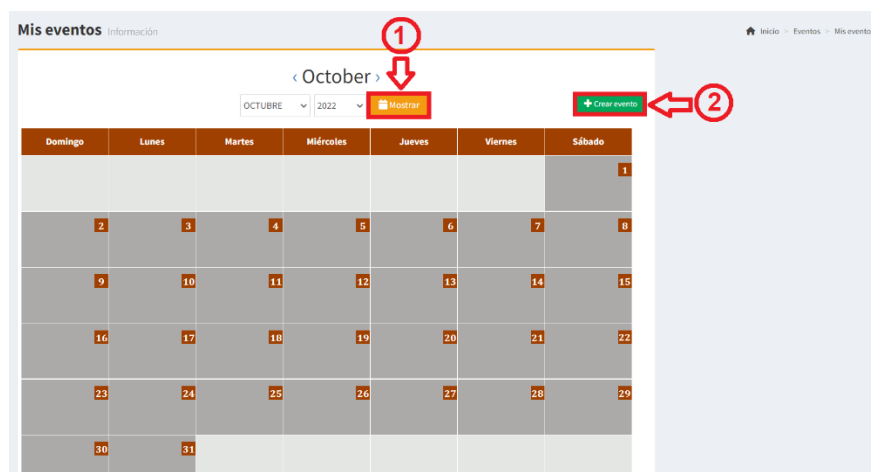 Mis eventos Información
1
Inicio > Eventos > Mis evento
‹ October ›
OCTUBRE 2022 Mostrar
Crear evento
2
Domingo Lunes Martes Miércoles Jueves Viernes Sábado
1
2 3 4 5 6 7 8
9 10 11 12 13 14 15
16 17 18 19 20 21 22
23 24 25 26 27 28 29
30 31